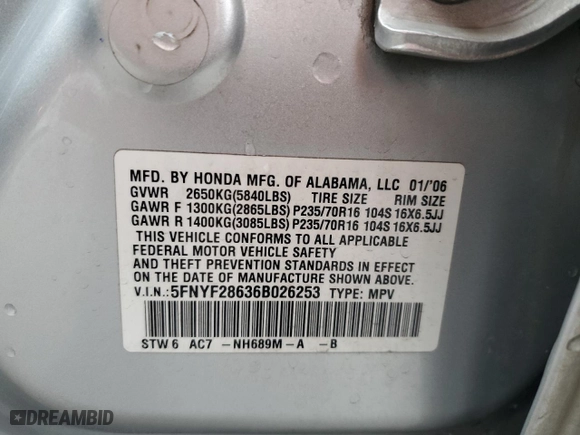 MFD. BY HONDA MFG. OF ALABAMA, LLC 01/'06
GVWR 2650KG(5840LBS) TIRE SIZE RIM SIZE
GAWR F 1300KG(2865LBS) P235/70R16 104S 16X6.5JJ
GAWR R 1400KG(3085LBS) P235/70R16 104S 16X6.5JJ
THIS VEHICLE CONFORMS TO ALL APPLICABLE
FEDERAL MOTOR VEHICLE SAFETY
AND THEFT PREVENTION STANDARDS IN EFFECT
ON THE DATE OF MANUFACTURE SHOWN ABOVE.
V.I.N.:5FNYF28636B026253 TYPE: MPV
STW 6 AC7 -NH689M-A -B
DREAMBID